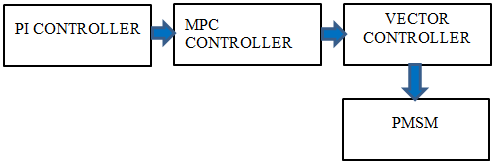 PI CONTROLLER
MPC
CONTROLLER
VECTOR
CONTROLLER
PMSM